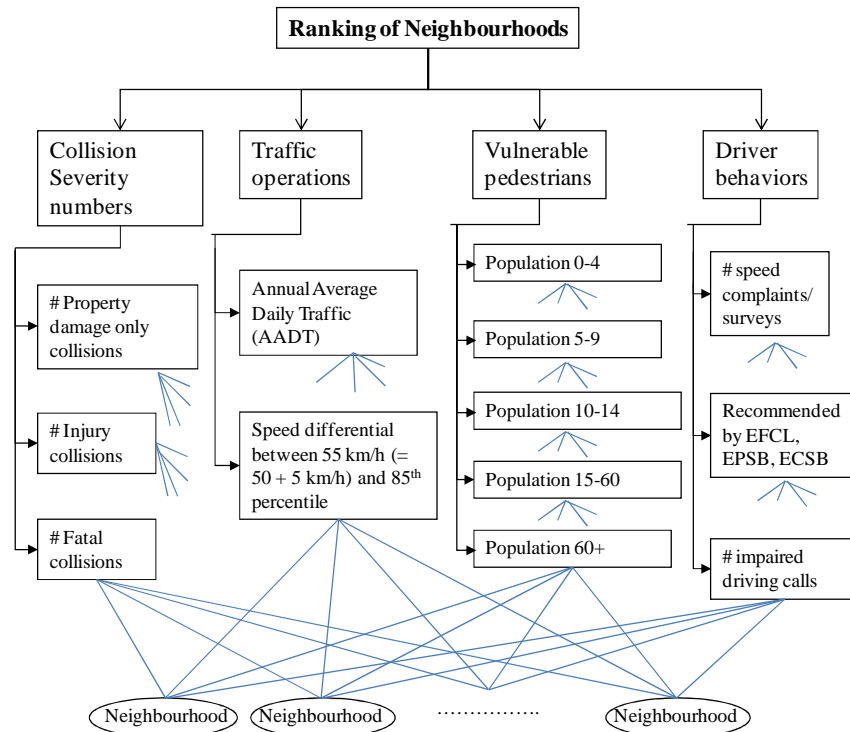 Ranking of Neighbourhoods
Collision
Severity
numbers
# Property
damage only
collisions
# Injury
collisions
# Fatal
collisions
Traffic
operations
Annual Average
Daily Traffic
(AADT)
Speed differential
between 55 km/h (=
50 + 5 km/h) and 85th
percentile
Vulnerable
pedestrians
Population 0-4
Population 5-9
Population 10-14
Population 15-60
Population 60+
Driver
behaviors
# speed
complaints/
surveys
Recommended
by EFCL,
EPSB, ECSB
# impaired
driving calls
Neighbourhood
Neighbourhood
................
Neighbourhood